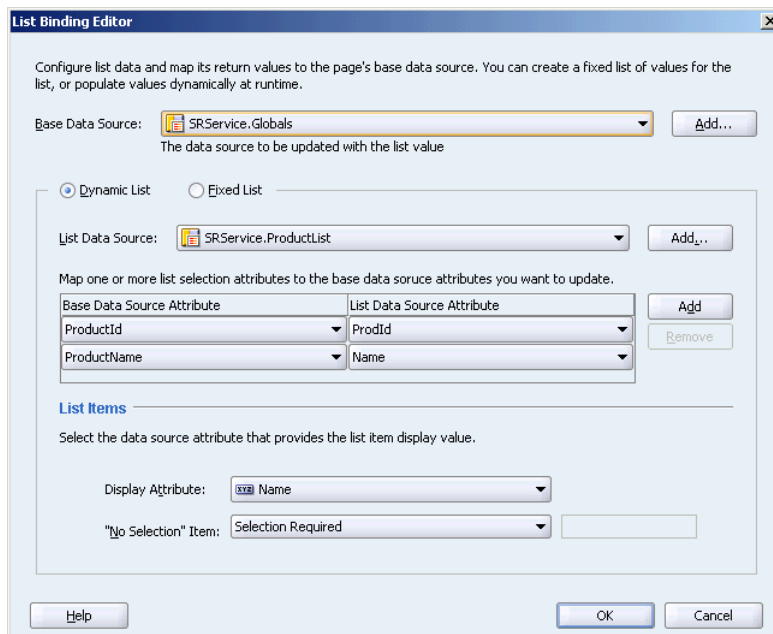 List Binding Editor
Configure list data and map its return values to the page's base data source. You can create a fixed list of values for the
list, or populate values dynamically at runtime.
Base Data Source: SRService.Globals Add...
The data source to be updated with the list value
Dynamic List Fixed List
List Data Source: SRService.ProductList Add...
Map one or more list selection attributes to the base data soruce attributes you want to update.
Base Data Source Attribute List Data Source Attribute Add
ProductId ProdId Remove
ProductName Name
List Items
Select the data source attribute that provides the list item display value.
Display Attribute: XYZ Name
"No Selection" Item: Selection Required
Help OK Cancel